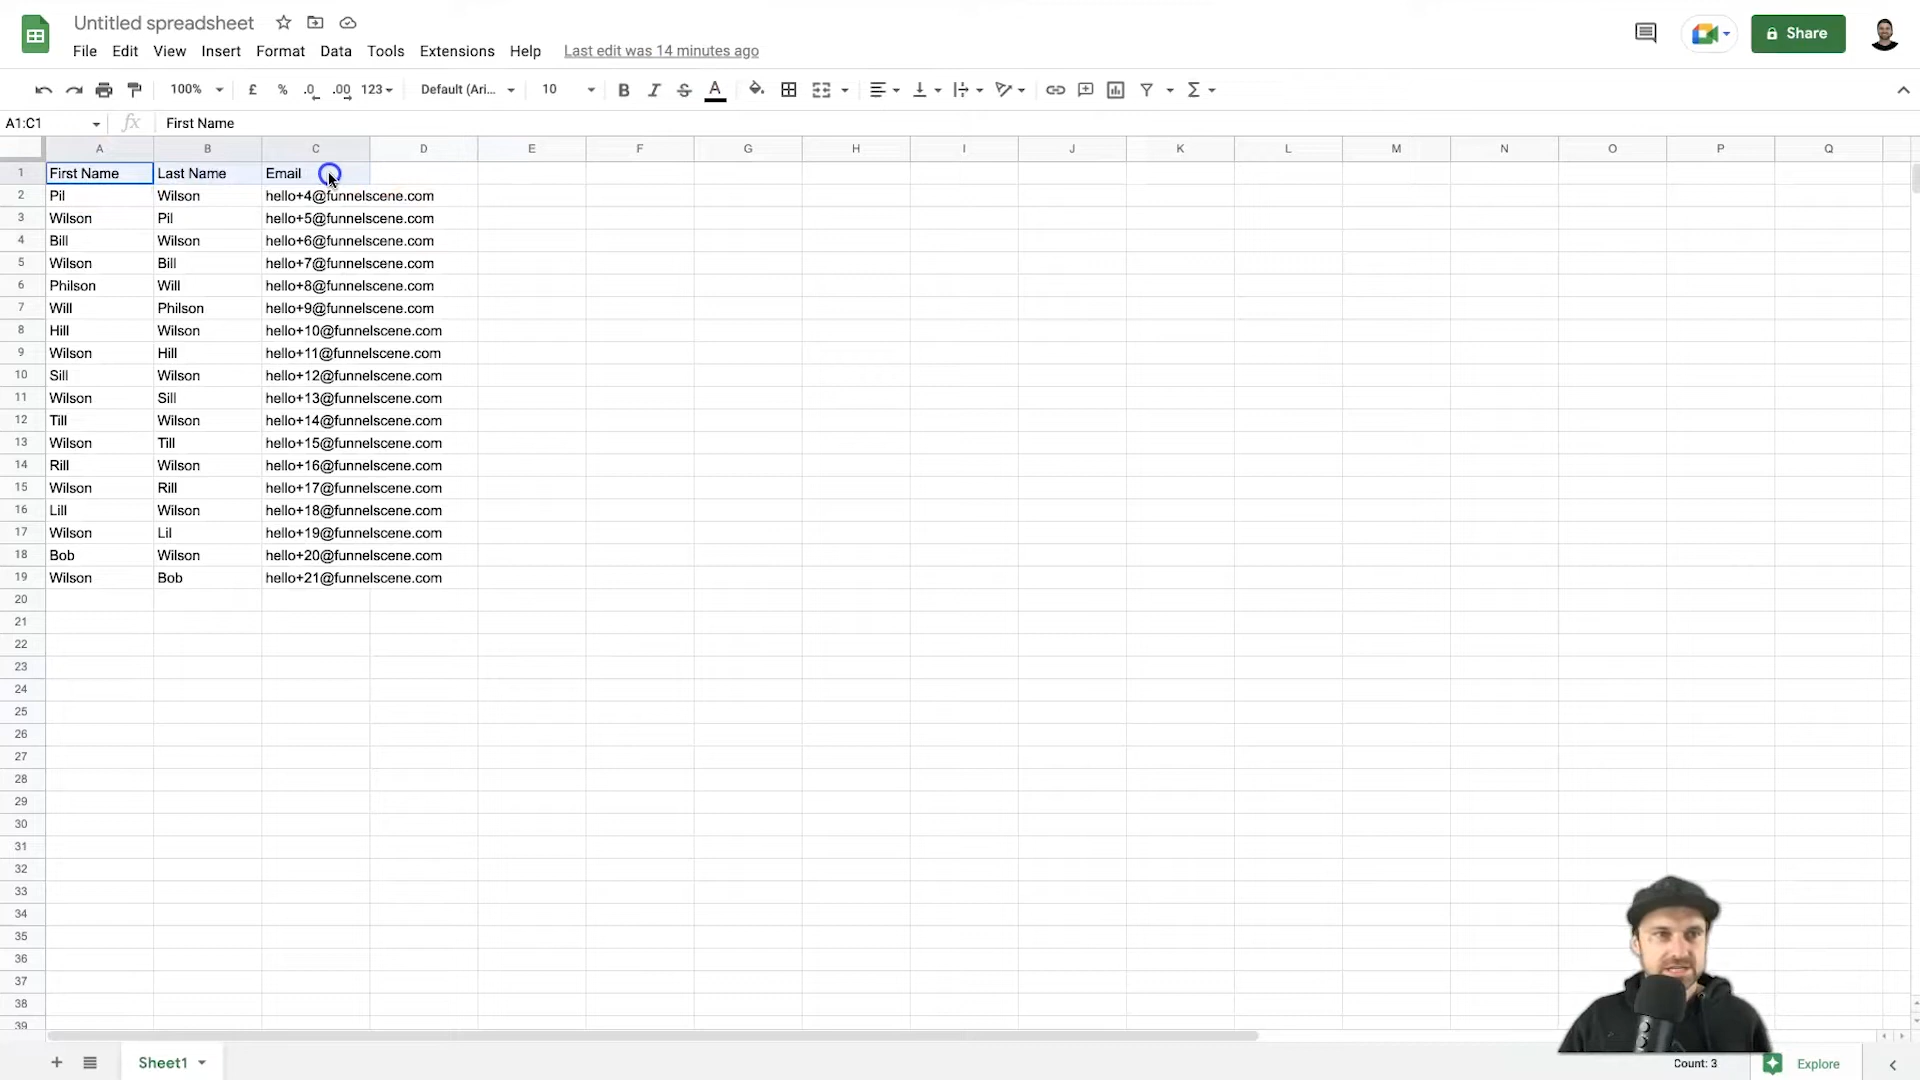 Untitled spreadsheet
File Edit View Insert Format Data Tools Extensions Help Last edit was 14 minutes ago
Share
100% £ % .0 .00 123 Default (Ari... 10 B I S A
A1:C1 fx First Name
A B C D E F G H I J K L M N O P Q
1 First Name Last Name Email
2 Pil Wilson hello+4@funnelscene.com
3 Wilson Pil hello+5@funnelscene.com
4 Bill Wilson hello+6@funnelscene.com
5 Wilson Bill hello+7@funnelscene.com
6 Philson Will hello+8@funnelscene.com
7 Will Philson hello+9@funnelscene.com
8 Hill Wilson hello+10@funnelscene.com
9 Wilson Hill hello+11@funnelscene.com
10 Sill Wilson hello+12@funnelscene.com
11 Wilson Sill hello+13@funnelscene.com
12 Till Wilson hello+14@funnelscene.com
13 Wilson Till hello+15@funnelscene.com
14 Rill Wilson hello+16@funnelscene.com
15 Wilson Rill hello+17@funnelscene.com
16 Lill Wilson hello+18@funnelscene.com
17 Wilson Lil hello+19@funnelscene.com
18 Bob Wilson hello+20@funnelscene.com
19 Wilson Bob hello+21@funnelscene.com
20
21
22
23
24
25
26
27
28
29
30
31
32
33
34
35
36
37
38
39
Sheet1 Count: 3 Explore